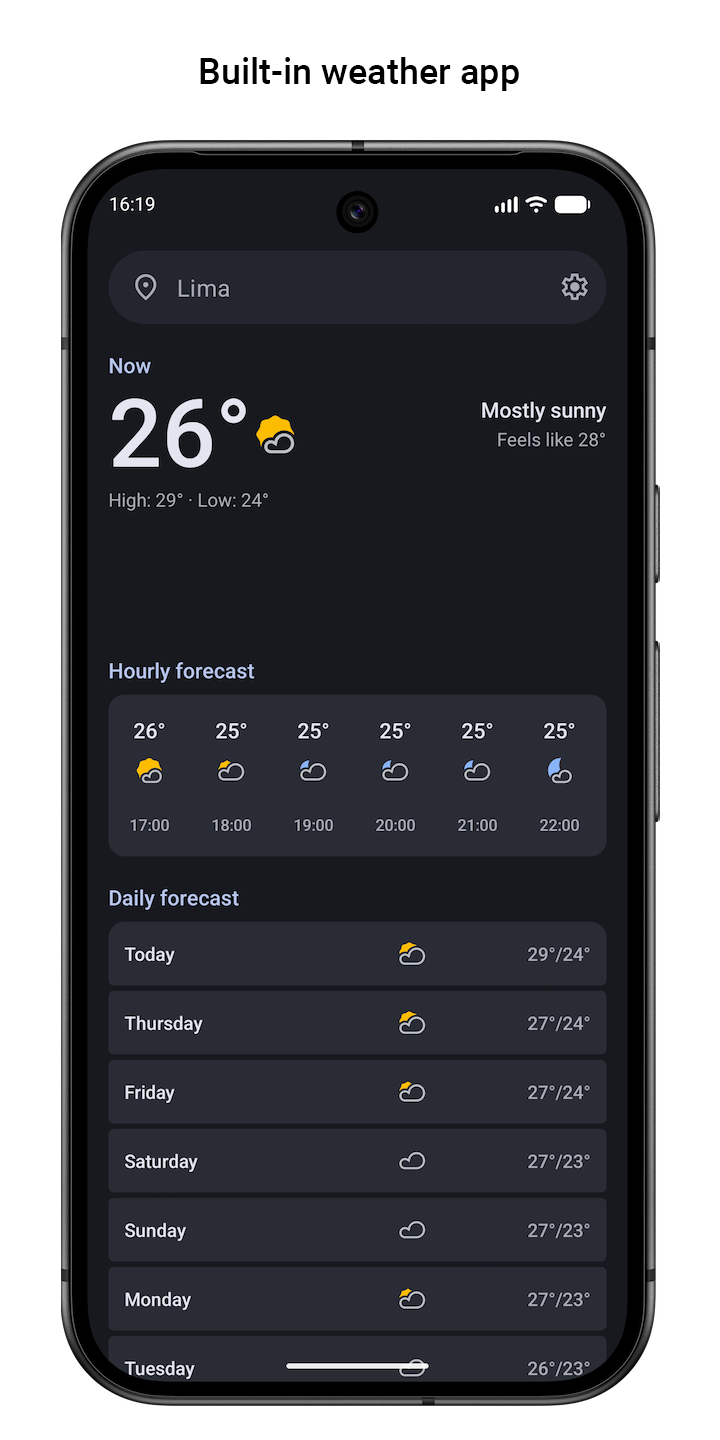 Built-in weather app
16:19
Lima
Now
26°
Mostly sunny
Feels like 28°
High: 29° · Low: 24°
Hourly forecast
26° 25° 25° 25° 25° 25°
17:00 18:00 19:00 20:00 21:00 22:00
Daily forecast
Today 29°/24°
Thursday 27°/24°
Friday 27°/24°
Saturday 27°/23°
Sunday 27°/23°
Monday 27°/23°
Tuesday 26°/23°